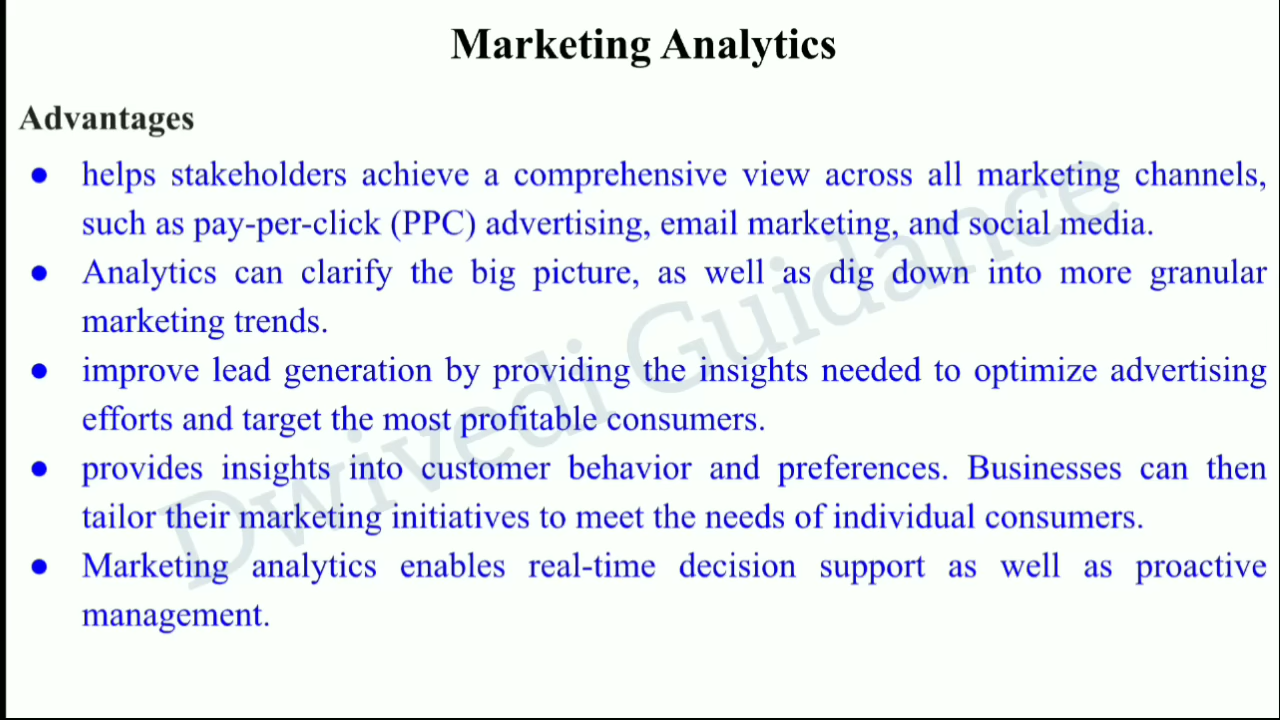 Marketing Analytics
Advantages
● helps stakeholders achieve a comprehensive view across all marketing channels,
such as pay-per-click (PPC) advertising, email marketing, and social media.
● Analytics can clarify the big picture, as well as dig down into more granular
marketing trends.
● improve lead generation by providing the insights needed to optimize advertising
efforts and target the most profitable consumers.
● provides insights into customer behavior and preferences. Businesses can then
tailor their marketing initiatives to meet the needs of individual consumers.
● Marketing analytics enables real-time decision support as well as proactive
management.
Dwivedi Guidance